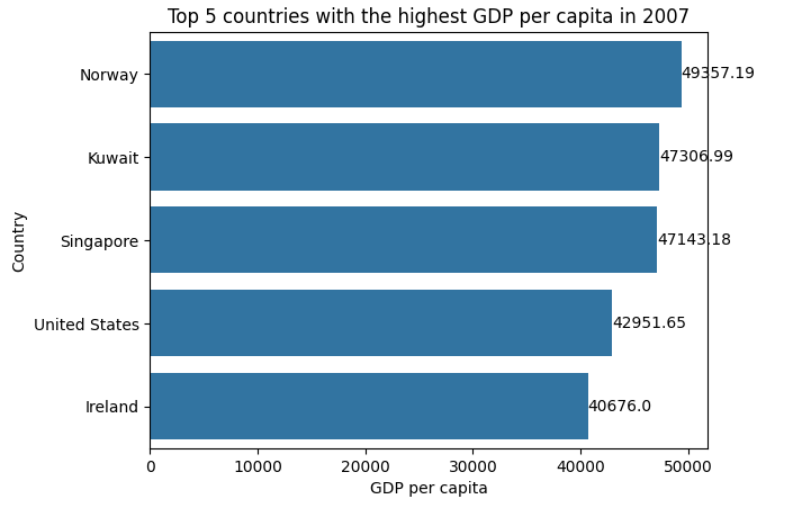 Top 5 countries with the highest GDP per capita in 2007
Norway 49357.19
Kuwait 47306.99
Singapore 47143.18
United States 42951.65
Ireland 40676.0
Country
0 10000 20000 30000 40000 50000
GDP per capita